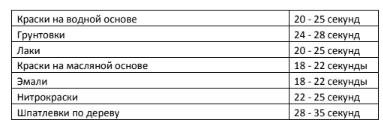 Краски на водной основе 20 - 25 секунд
Грунтовки 24 - 28 секунд
Лаки 20 - 25 секунд
Краски на масляной основе 18 - 22 секунды
Эмали 18 - 22 секунды
Нитрокраски 22 - 25 секунд
Шпатлевки по дереву 28 - 35 секунд